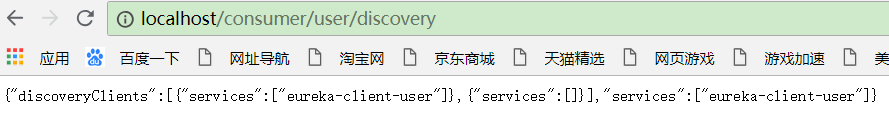 localhost/consumer/user/discovery
应用 百度一下 网址导航 淘宝网 京东商城 天猫精选 网页游戏 游戏加速 美
{"discoveryClients":[{"services":["eureka-client-user"]},{"services":[]}],"services":["eureka-client-user"]}